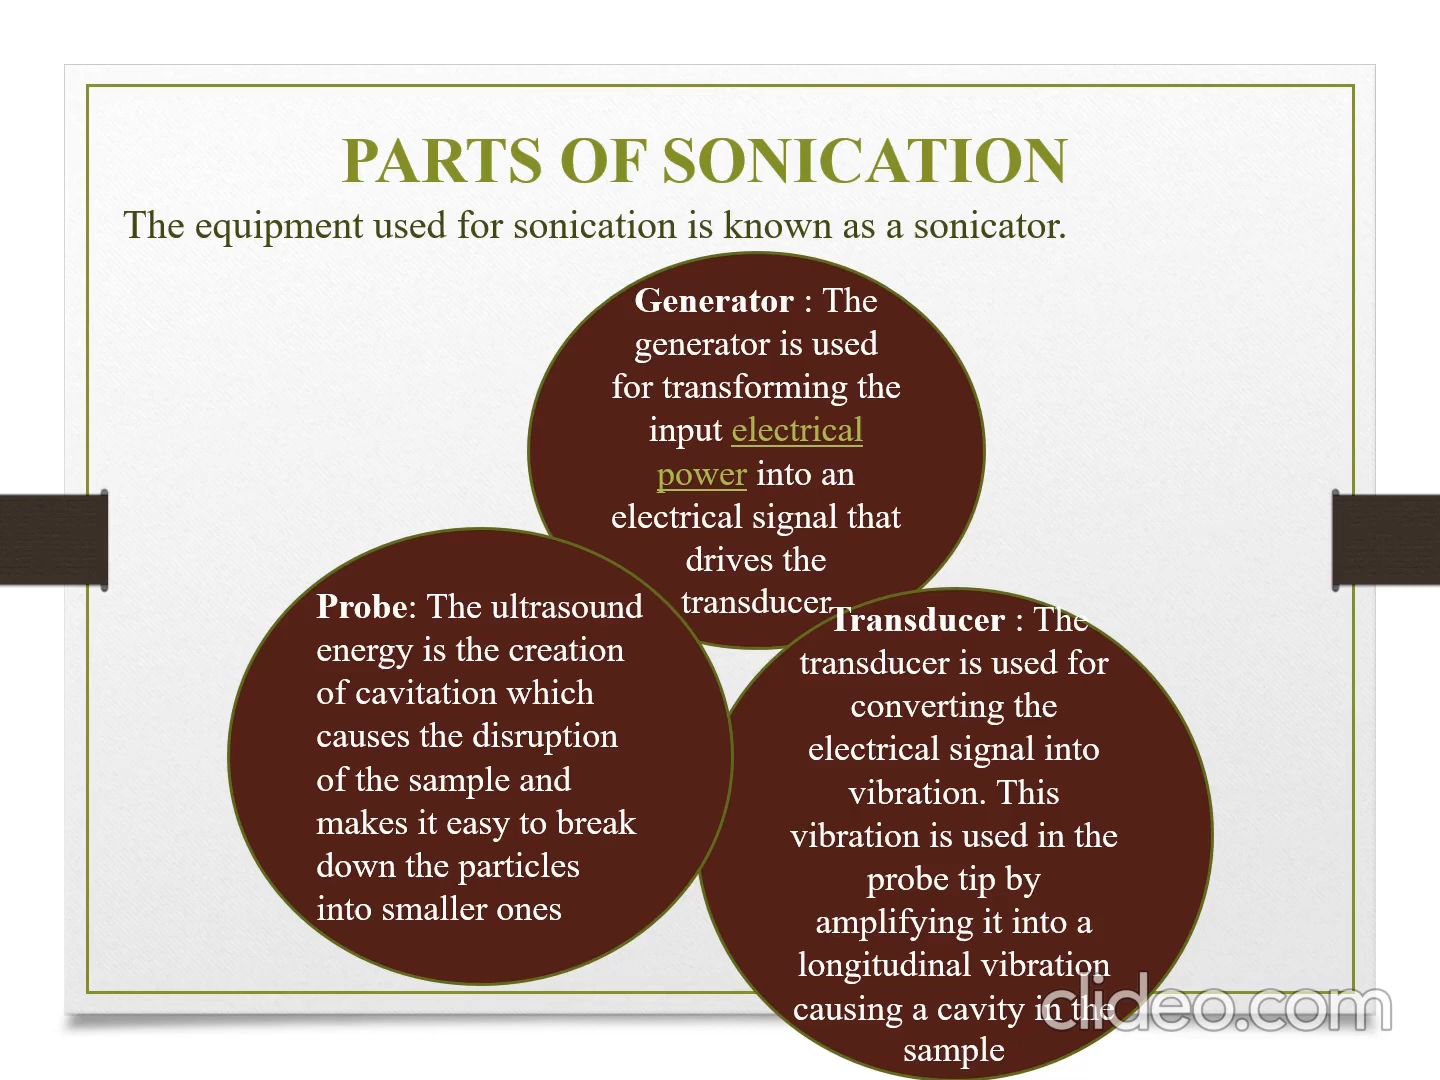 PARTS OF SONICATION
The equipment used for sonication is known as a sonicator.
Generator : The
generator is used
for transforming the
input electrical
power into an
electrical signal that
drives the
transducer
Probe: The ultrasound
energy is the creation
of cavitation which
causes the disruption
of the sample and
makes it easy to break
down the particles
into smaller ones
Transducer : The
transducer is used for
converting the
electrical signal into
vibration. This
vibration is used in the
probe tip by
amplifying it into a
longitudinal vibration
causing a cavity in the
sample
clideo.com